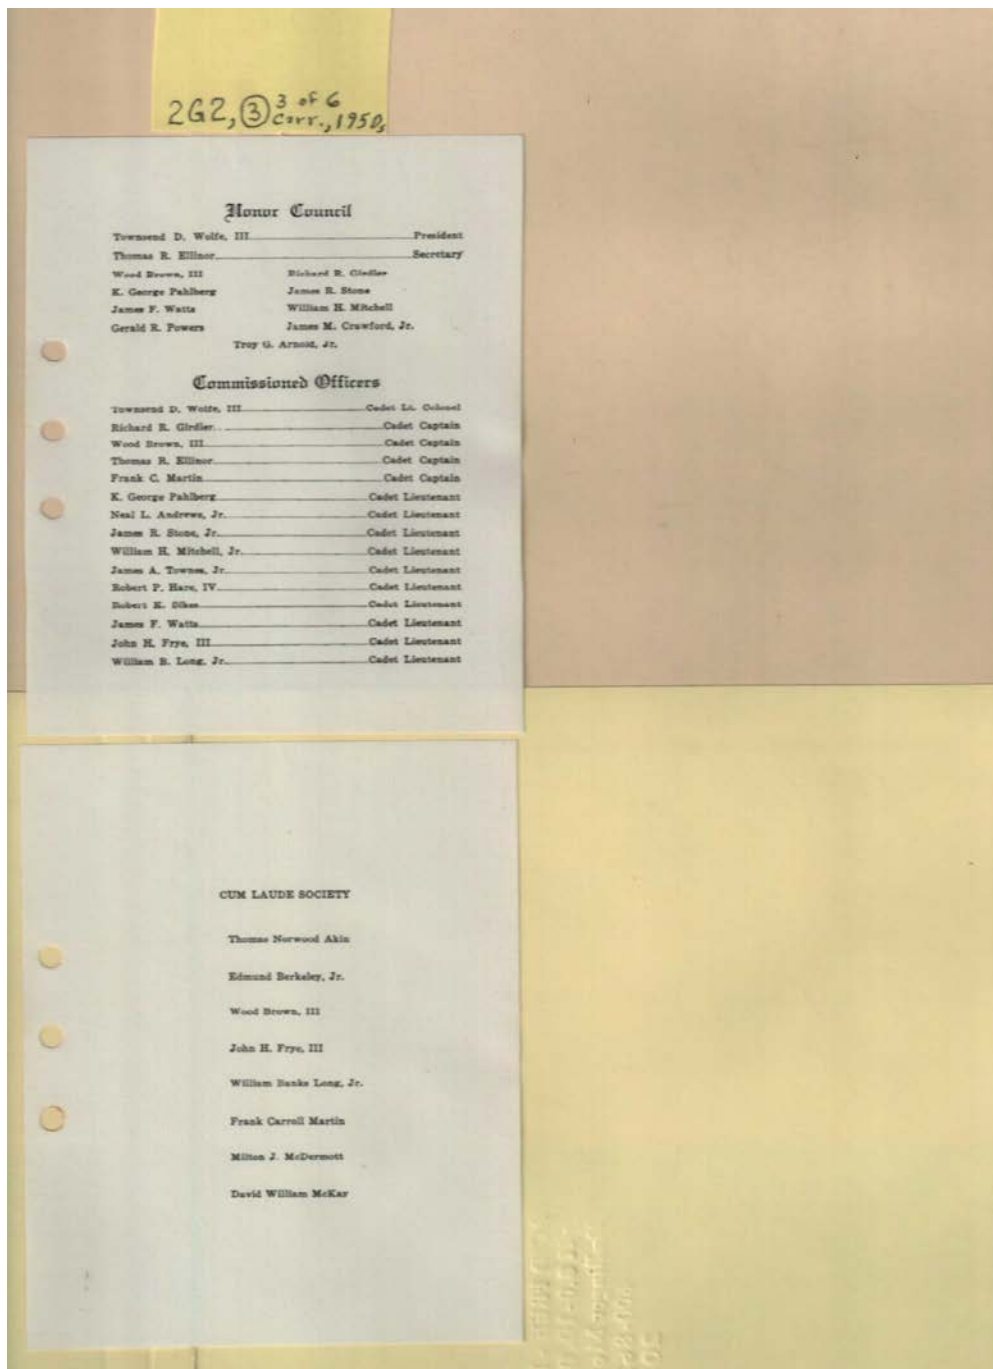 2G2, ③ 3 of 6
Corr., 1950s
Honor Council
Townsend D. Wolfe, III President
Thomas R. Ellinor Secretary
Wood Brown, III Richard R. Girdler
K. George Pahlberg James R. Stone
James F. Watts William H. Mitchell
Gerald R. Powers James M. Crawford, Jr.
Troy G. Arnold, Jr.
Commissioned Officers
Townsend D. Wolfe, III Cadet Lt. Colonel
Richard R. Girdler Cadet Captain
Wood Brown, III Cadet Captain
Thomas R. Ellinor Cadet Captain
Frank C. Martin Cadet Captain
K. George Pahlberg Cadet Lieutenant
Neal L. Andrews, Jr. Cadet Lieutenant
James R. Stone, Jr. Cadet Lieutenant
William H. Mitchell, Jr. Cadet Lieutenant
James A. Townes, Jr. Cadet Lieutenant
Robert P. Hare, IV Cadet Lieutenant
Robert K. Cadet Lieutenant
James F. Watts Cadet Lieutenant
John H. Frye, III Cadet Lieutenant
William B. Long, Jr. Cadet Lieutenant
CUM LAUDE SOCIETY
Thomas Norwood Akin
Edmund Berkeley, Jr.
Wood Brown, III
John H. Frye, III
William Banks Long, Jr.
Frank Carroll Martin
Milton J. McDermott
David William McKay